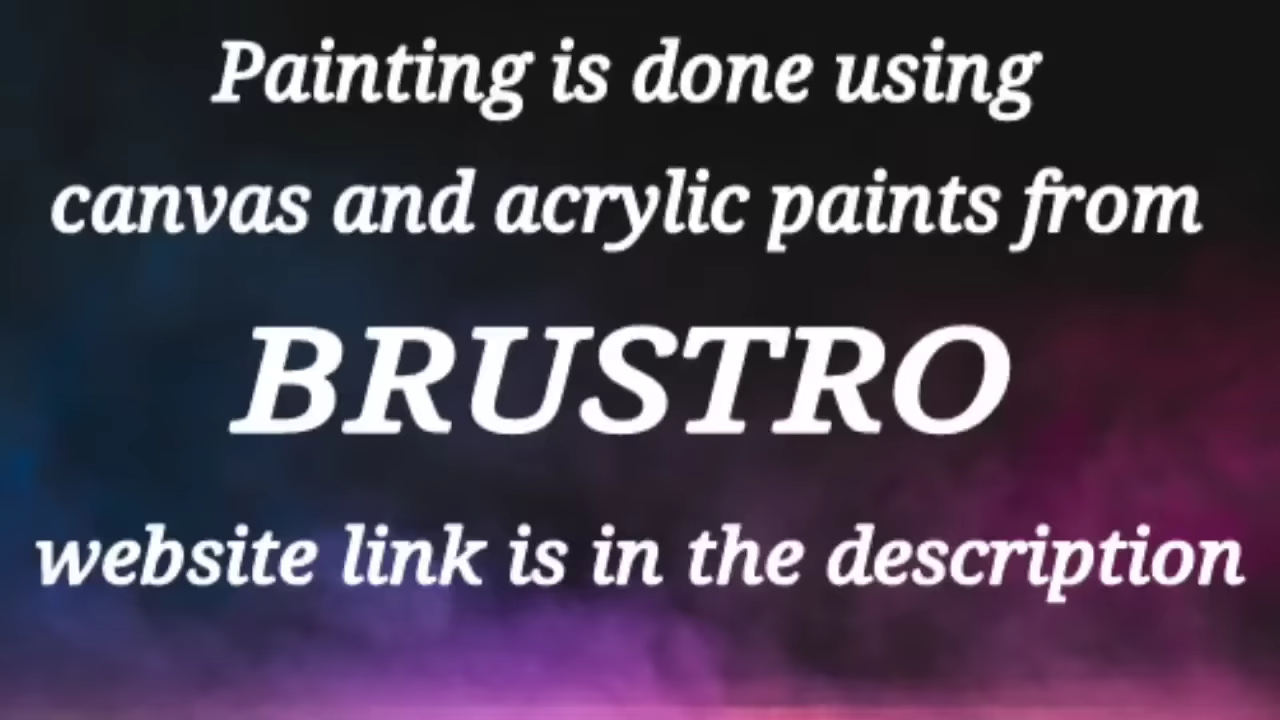 Painting is done using
canvas and acrylic paints from
BRUSTRO
website link is in the description